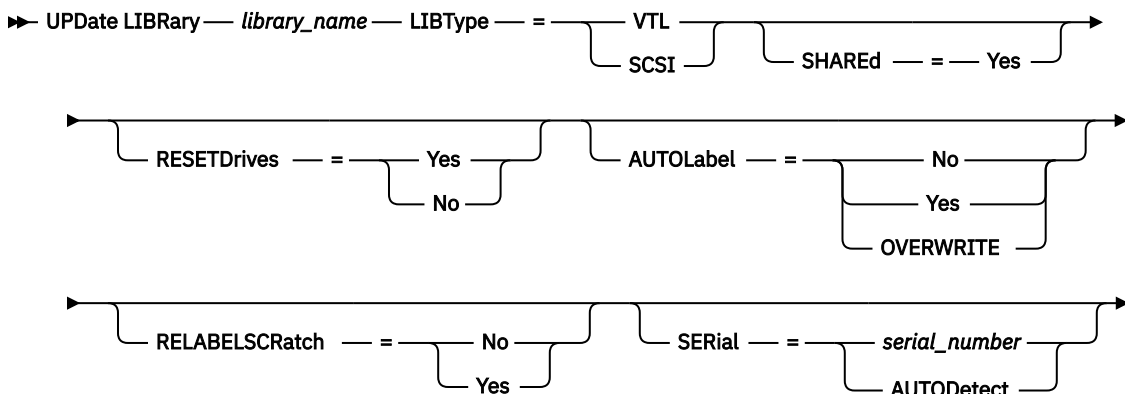 UPDate LIBRary library_name LIBType = VTL
SCSI SHAREd = Yes
RESETDrives = Yes AUTOLabel = No
No Yes
OVERWRITE
RELABELSCRatch = No SERial = serial_number
Yes AUTODetect